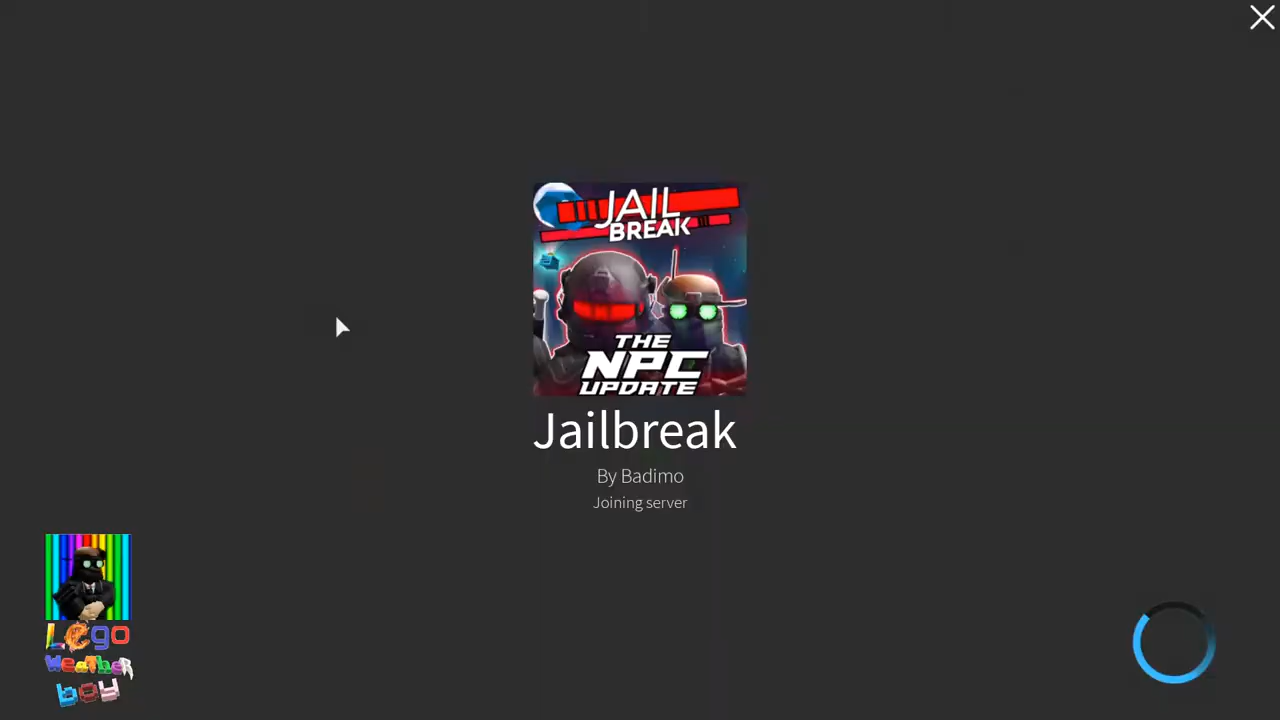 JAIL
BREAK
THE
NPC
UPDATE
Jailbreak
By Badimo
Joining server
Lego
Weather
boy